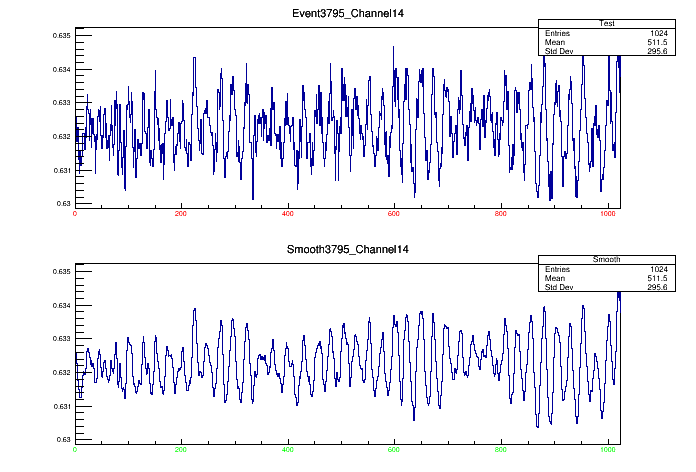 Event3795_Channel14
Test
Entries 1024
Mean 511.5
Std Dev 295.6
0.635
0.634
0.633
0.632
0.631
0.63
0 200 400 600 800 1000
Smooth3795_Channel14
Smooth
Entries 1024
Mean 511.5
Std Dev 295.6
0.635
0.634
0.633
0.632
0.631
0.63
0 200 400 600 800 1000